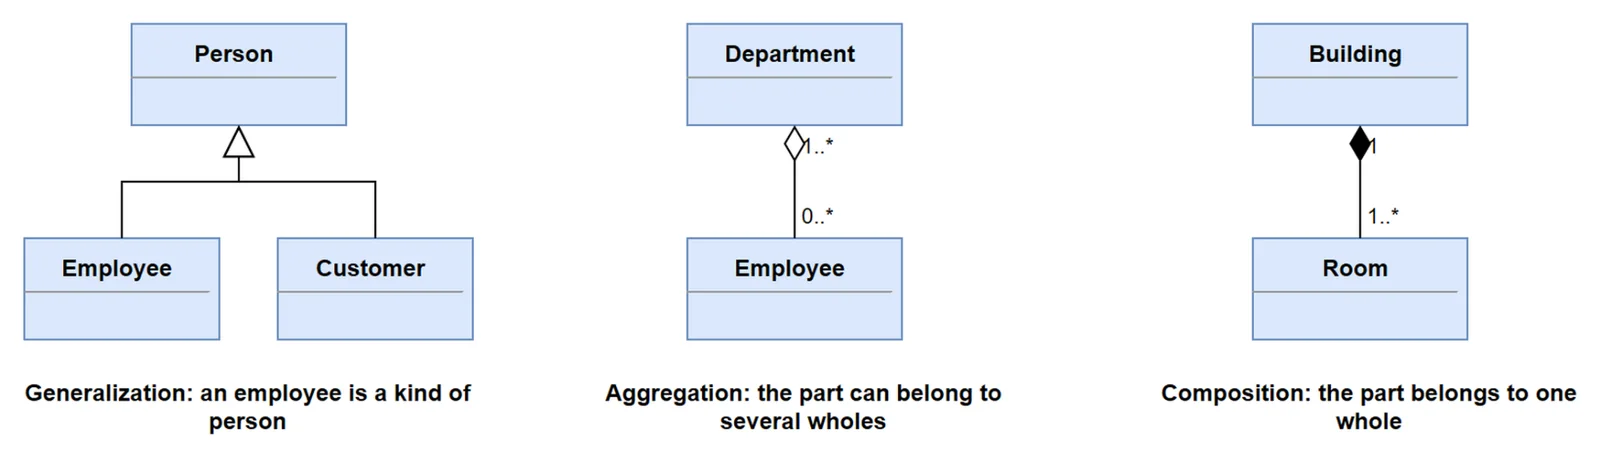 Person
Employee
Customer
Generalization: an employee is a kind of
person
Department
1..*
0..*
Employee
Aggregation: the part can belong to
several wholes
Building
1
1..*
Room
Composition: the part belongs to one
whole